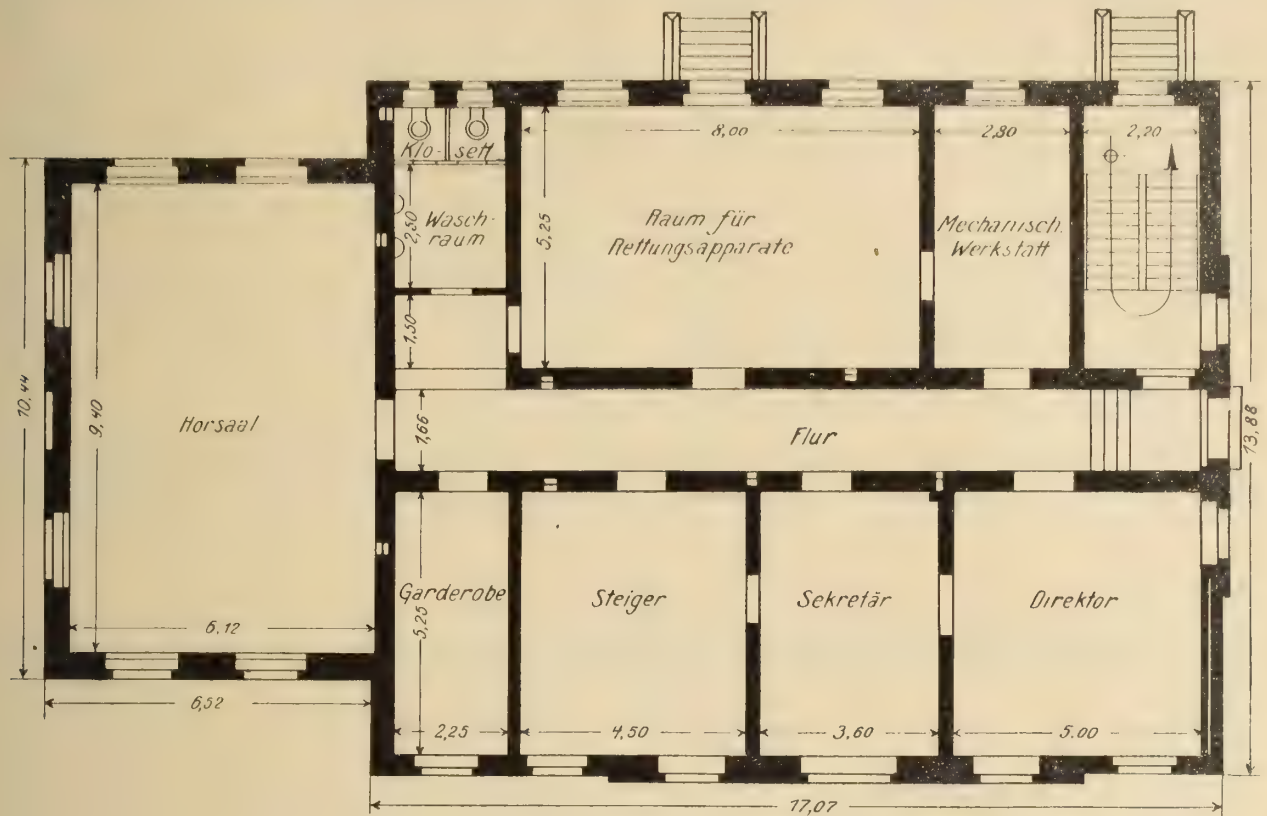 8,00
2,80
2,20
Klo-sett
2,50
Wasch-
raum
5,25
Raum für
Rettungsapparate
Mechanisch.
Werkstatt
1,50
10,44
9,40
Horsaal
1,66
Flur
13,88
Garderobe
5,25
Steiger
Sekretär
Direktor
6,12
6,52
2,25
4,50
3,60
5.00
17,07